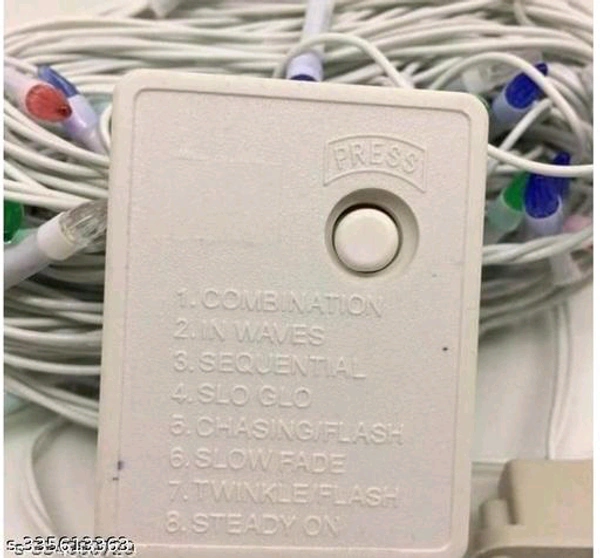 PRESS
1. COMBINATION
2. IN WAVES
3. SEQUENTIAL
4. SLO GLO
5. CHASING/FLASH
6. SLOW FADE
7. TWINKLE/FLASH
8. STEADY ON